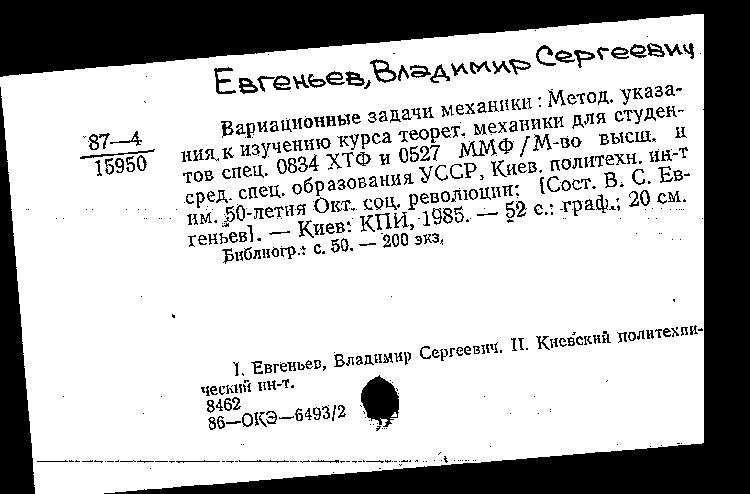 Евгеньев, Владимир Сергеевич
87—4
15950
Вариационные задачи механики : Метод. указа-
ния к изучению курса теорет. механики для студен-
тов спец. 0834 ХТФ и 0527 ММФ / М-во высш. и
сред. спец. образования УССР, Киев. политехн. ин-т
им. 50-летия Окт. соц. революции; [Сост. В. С. Ев-
геньев]. — Киев: КПИ, 1985. — 52 с.: граф.; 20 см.
Библиогр.: с. 50. — 200 экз.
I. Евгеньев, Владимир Сергеевич. II. Киевский политехни-
ческий ин-т.
8462
86—ОКЭ—6493/2